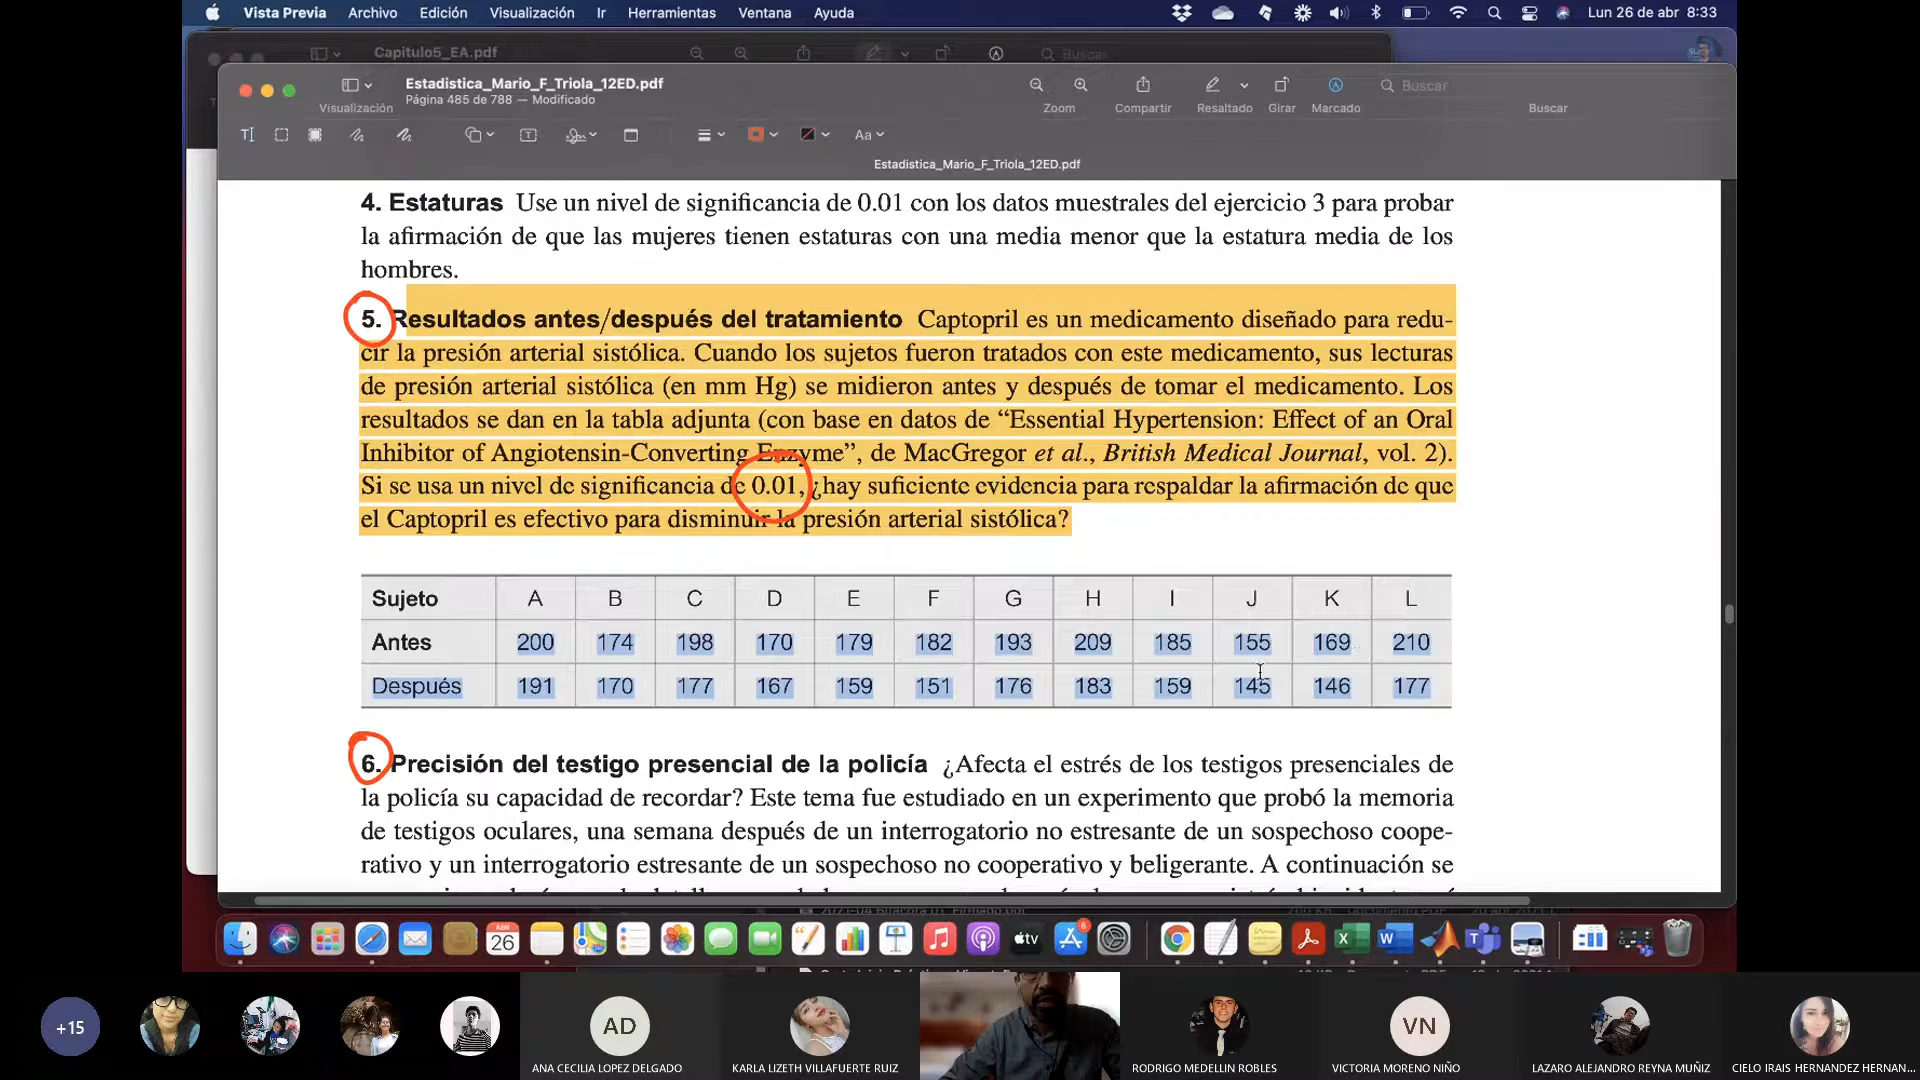 Vista Previa Archivo Edición Visualización Ir Herramientas Ventana Ayuda Lun 26 de abr 8:33
Capitulo5_EA.pdf Buscar
Estadistica_Mario_F_Triola_12ED.pdf
Página 485 de 788 — Modificado
Buscar
Visualización Zoom Compartir Resaltado Girar Marcado Buscar
Aa
Estadistica_Mario_F_Triola_12ED.pdf
4. Estaturas Use un nivel de significancia de 0.01 con los datos muestrales del ejercicio 3 para probar
la afirmación de que las mujeres tienen estaturas con una media menor que la estatura media de los
hombres.
5. Resultados antes/después del tratamiento Captopril es un medicamento diseñado para redu-
cir la presión arterial sistólica. Cuando los sujetos fueron tratados con este medicamento, sus lecturas
de presión arterial sistólica (en mm Hg) se midieron antes y después de tomar el medicamento. Los
resultados se dan en la tabla adjunta (con base en datos de “Essential Hypertension: Effect of an Oral
Inhibitor of Angiotensin-Converting Enzyme”, de MacGregor et al., British Medical Journal, vol. 2).
Si se usa un nivel de significancia de 0.01, ¿hay suficiente evidencia para respaldar la afirmación de que
el Captopril es efectivo para disminuir la presión arterial sistólica?
Sujeto A B C D E F G H I J K L
Antes 200 174 198 170 179 182 193 209 185 155 169 210
Después 191 170 177 167 159 151 176 183 159 145 146 177
6. Precisión del testigo presencial de la policía ¿Afecta el estrés de los testigos presenciales de
la policía su capacidad de recordar? Este tema fue estudiado en un experimento que probó la memoria
de testigos oculares, una semana después de un interrogatorio no estresante de un sospechoso coope-
rativo y un interrogatorio estresante de un sospechoso no cooperativo y beligerante. A continuación se
ABR
26
tv
6
+15
AD
VN
ANA CECILIA LOPEZ DELGADO
KARLA LIZETH VILLAFUERTE RUIZ
RODRIGO MEDELLIN ROBLES
VICTORIA MORENO NIÑO
LAZARO ALEJANDRO REYNA MUÑIZ
CIELO IRAIS HERNANDEZ HERNAN...